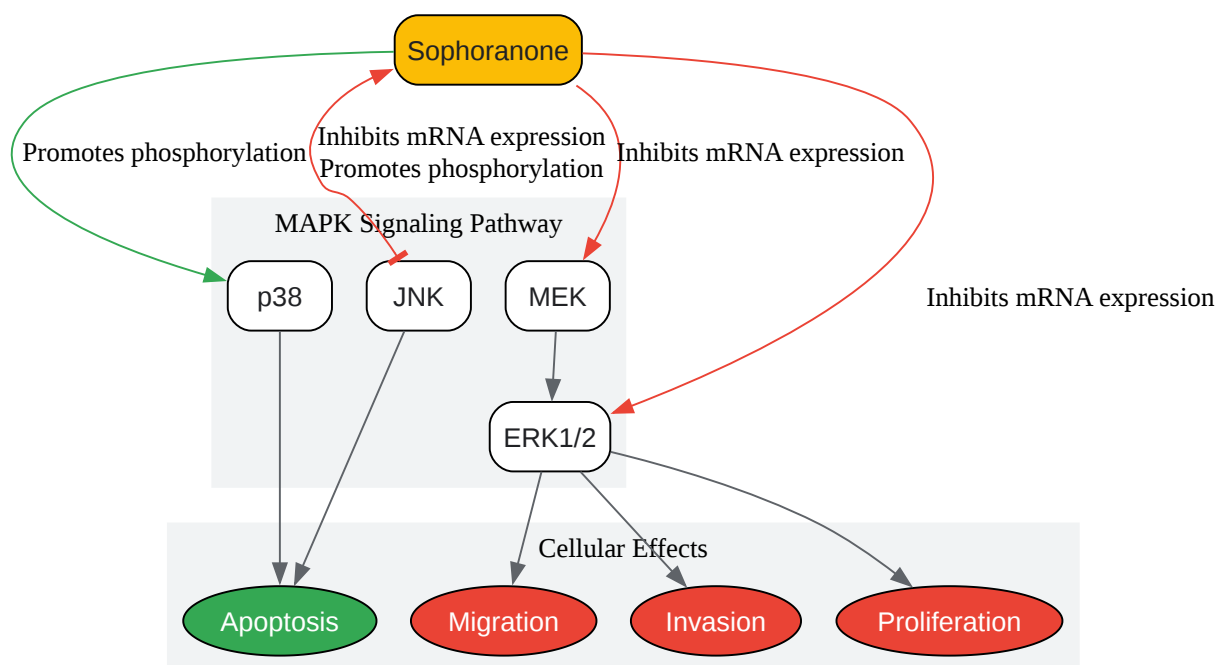 Sophoranone
Promotes phosphorylation
Inhibits mRNA expression
Promotes phosphorylation
Inhibits mRNA expression
MAPK Signaling Pathway
p38
JNK
MEK
Inhibits mRNA expression
ERK1/2
Cellular Effects
Apoptosis
Migration
Invasion
Proliferation